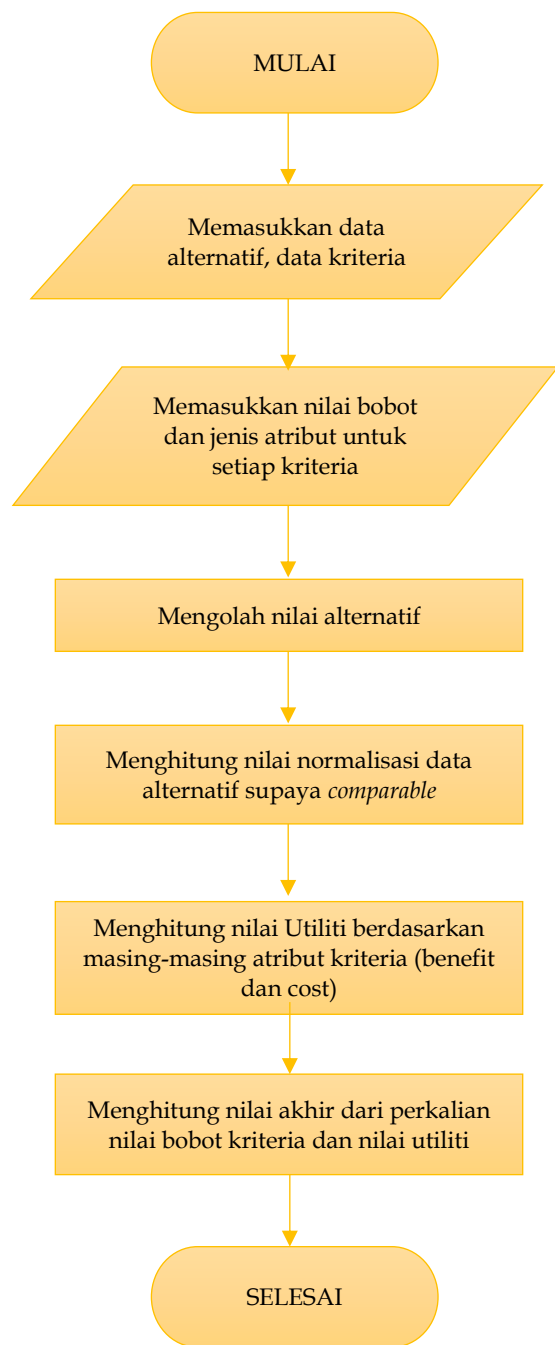 MULAI
Memasukkan data
alternatif, data kriteria
Memasukkan nilai bobot
dan jenis atribut untuk
setiap kriteria
Mengolah nilai alternatif
Menghitung nilai normalisasi data
alternatif supaya comparable
Menghitung nilai Utiliti berdasarkan
masing-masing atribut kriteria (benefit
dan cost)
Menghitung nilai akhir dari perkalian
nilai bobot kriteria dan nilai utiliti
SELESAI